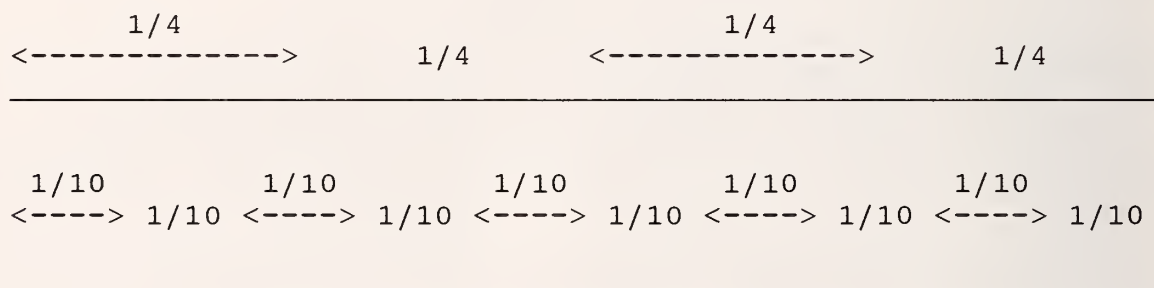 1/4 1/4
<-------------> 1/4 <-------------> 1/4
1/10 1/10 1/10 1/10 1/10
<----> 1/10 <----> 1/10 <----> 1/10 <----> 1/10 <----> 1/10